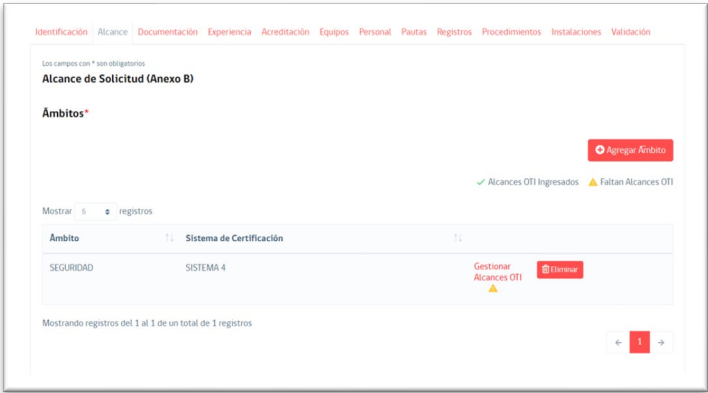 Identificación Alcance Documentación Experiencia Acreditación Equipos Personal Pautas Registros Procedimientos Instalaciones Validación
Los campos con * son obligatorios
Alcance de Solicitud (Anexo B)
Ámbitos*
Agregar Ámbito
Alcances OTI Ingresados Faltan Alcances OTI
Mostrar 5 registros
Ámbito Sistema de Certificación
SEGURIDAD SISTEMA 4 Gestionar Alcances OTI Eliminar
Mostrando registros del 1 al 1 de un total de 1 registros
← 1 →